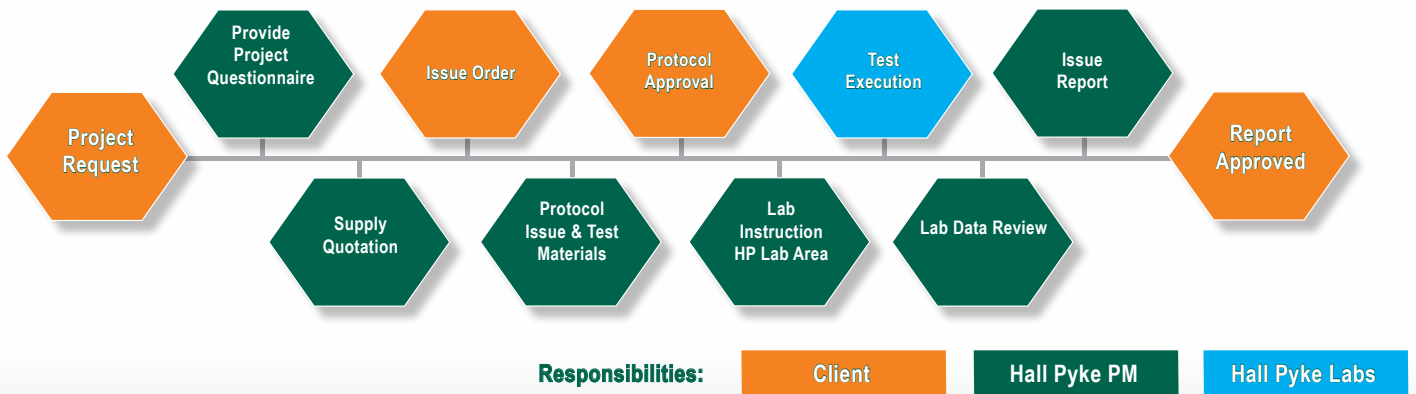 Project
Request
Provide
Project
Questionnaire
Supply
Quotation
Issue Order
Protocol
Issue & Test
Materials
Protocol
Approval
Lab
Instruction
HP Lab Area
Test
Execution
Lab Data Review
Issue
Report
Report
Approved
Responsibilities:
Client
Hall Pyke PM
Hall Pyke Labs